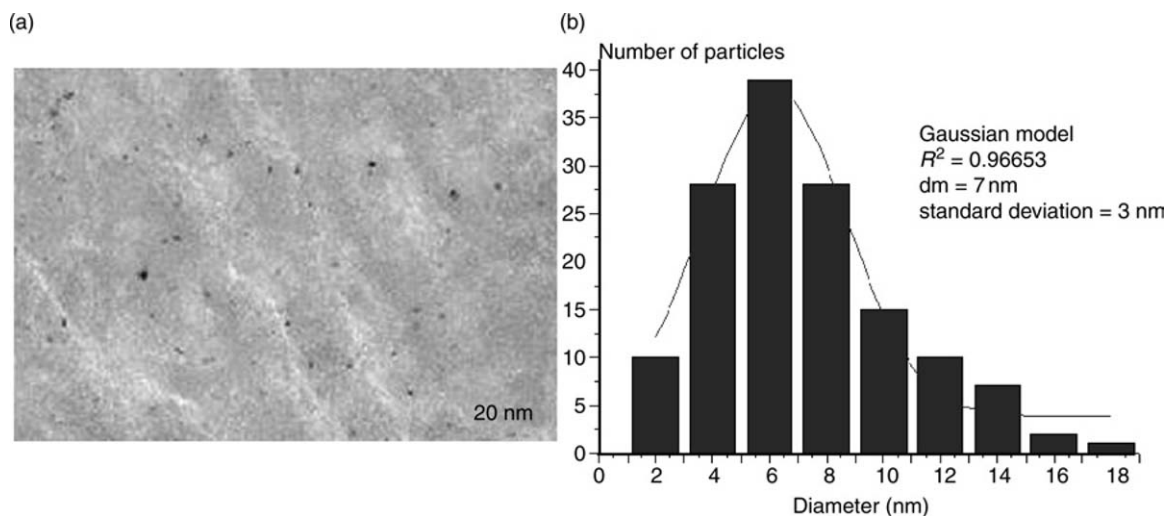 (a)
20 nm
(b)
Number of particles
40
35
30
25
20
15
10
5
0
0 2 4 6 8 10 12 14 16 18
Diameter (nm)
Gaussian model
R² = 0.96653
dm = 7 nm
standard deviation = 3 nm